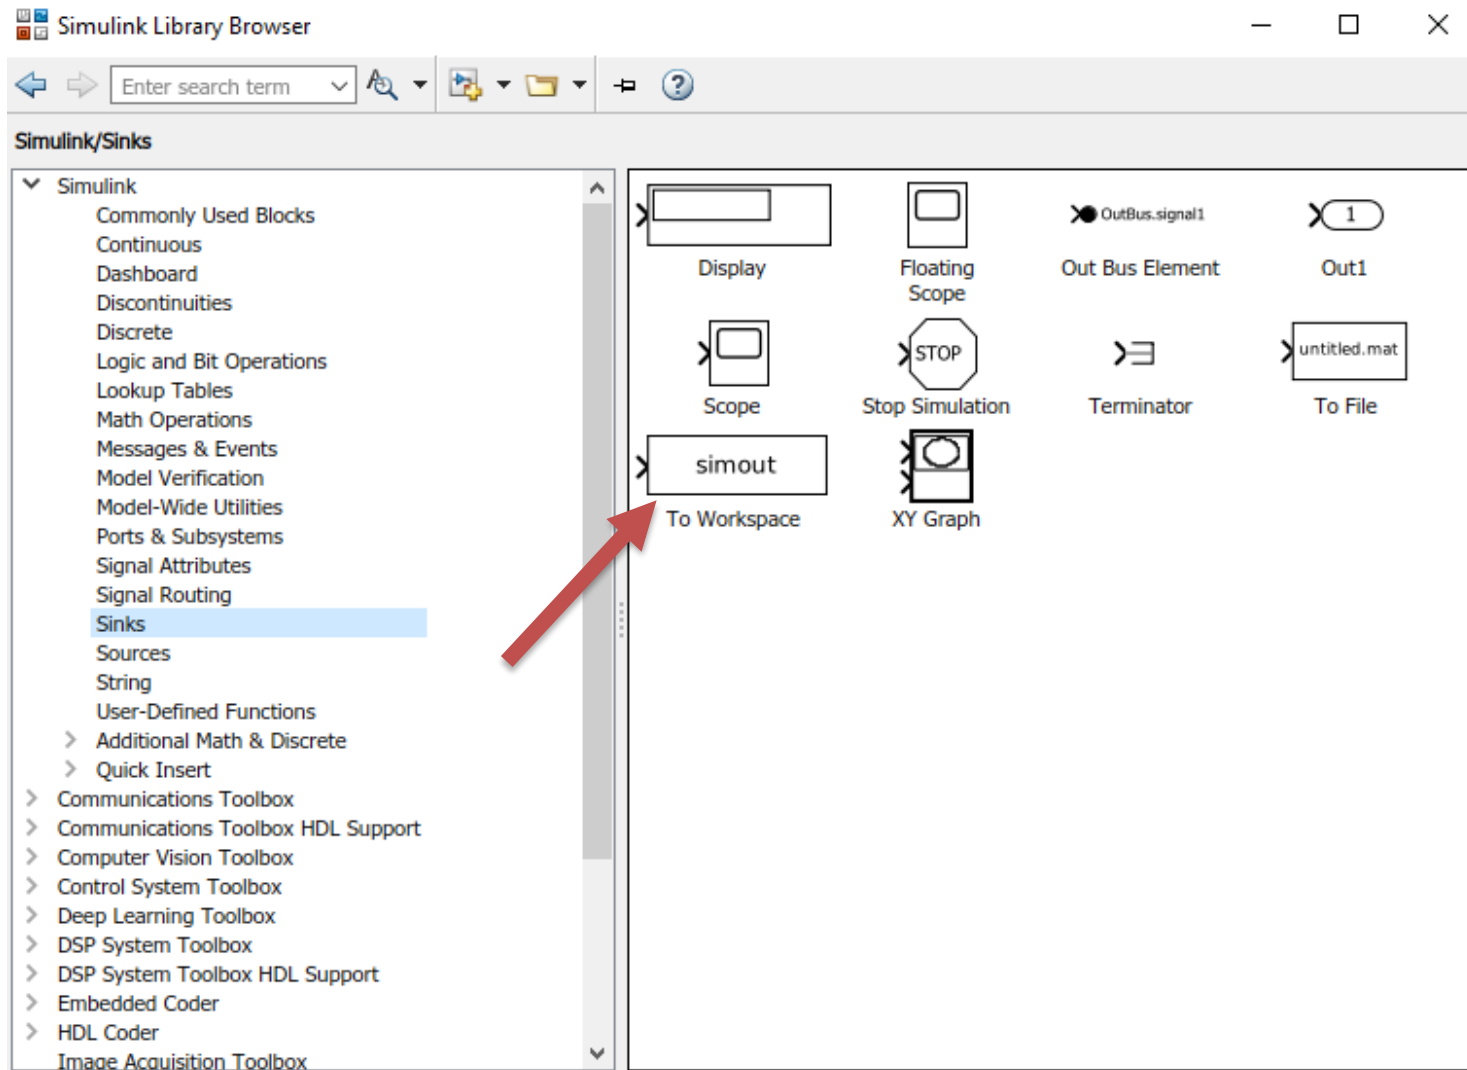 Simulink Library Browser
Enter search term
Simulink/Sinks
Simulink
Commonly Used Blocks
Continuous
Dashboard
Discontinuities
Discrete
Logic and Bit Operations
Lookup Tables
Math Operations
Messages & Events
Model Verification
Model-Wide Utilities
Ports & Subsystems
Signal Attributes
Signal Routing
Sinks
Sources
String
User-Defined Functions
Additional Math & Discrete
Quick Insert
Communications Toolbox
Communications Toolbox HDL Support
Computer Vision Toolbox
Control System Toolbox
Deep Learning Toolbox
DSP System Toolbox
DSP System Toolbox HDL Support
Embedded Coder
HDL Coder
Image Acquisition Toolbox
Display
Floating
Scope
OutBus.signal1
Out Bus Element
1
Out1
Scope
STOP
Stop Simulation
Terminator
untitled.mat
To File
simout
To Workspace
XY Graph